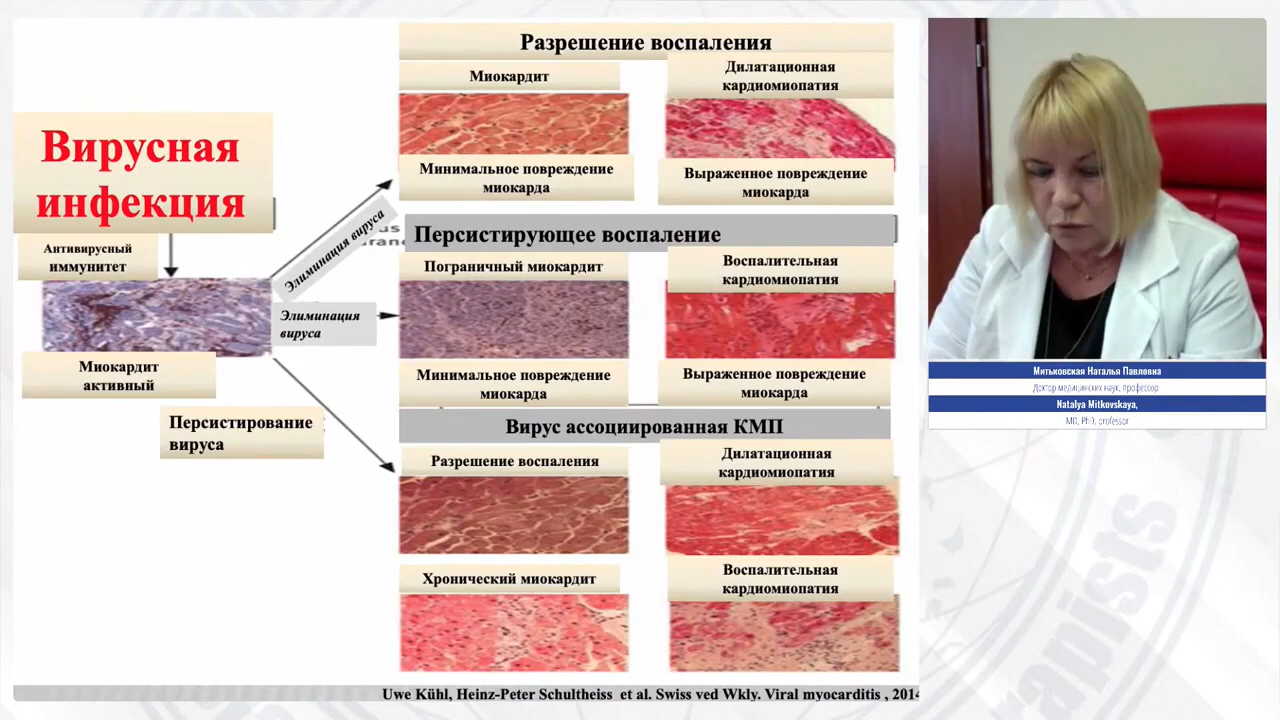 Разрешение воспаления
Миокардит
Дилатационная
кардиомиопатия
Минимальное повреждение
миокарда
Выраженное повреждение
миокарда
Вирусная
инфекция
Антивирусный
иммунитет
Миокардит
активный
Элиминация вируса
Элиминация
вируса
Персистирование
вируса
Персистирующее воспаление
Пограничный миокардит
Воспалительная
кардиомиопатия
Минимальное повреждение
миокарда
Выраженное повреждение
миокарда
Вирус ассоциированная КМП
Разрешение воспаления
Дилатационная
кардиомиопатия
Хронический миокардит
Воспалительная
кардиомиопатия
Uwe Kühl, Heinz-Peter Schultheiss et al. Swiss ved Wkly. Viral myocarditis , 2014
Митьковская Наталья Павловна
Доктор медицинских наук, профессор
Natalya Mitkovskaya,
MD, PhD, professor
rapists